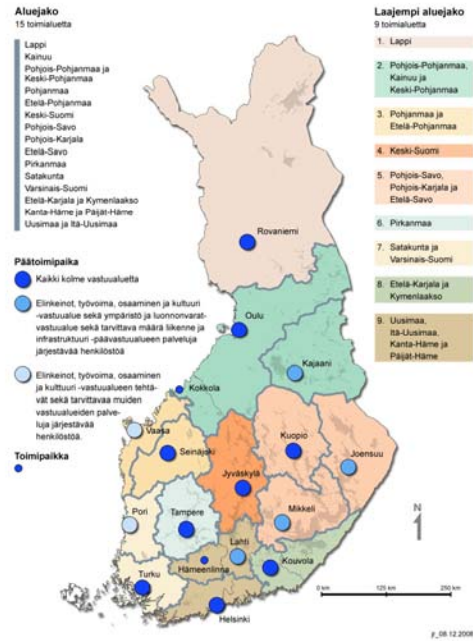 Aluejako
15 toimialuetta
Lappi
Kainuu
Pohjois-Pohjanmaa ja
Keski-Pohjanmaa
Pohjanmaa
Etelä-Pohjanmaa
Keski-Suomi
Pohjois-Savo
Pohjois-Karjala
Etelä-Savo
Pirkanmaa
Satakunta
Varsinais-Suomi
Etelä-Karjala ja Kymenlaakso
Kanta-Häme ja Päijät-Häme
Uusimaa ja Itä-Uusimaa
Päätoimipaikka
Kaikki kolme vastuualuetta
Elinkeinot, työvoima, osaaminen ja kulttuuri
-vastuualue sekä ympäristö ja luonnonvarat-
vastuualue sekä tarvittava määrä liikenne ja
infrastruktuuri -päävastuualueen palveluja
järjestävää henkilöstöä
Elinkeinot, työvoima, osaaminen
ja kulttuuri -vastuualueen tehtä-
vät sekä tarvittavaa muiden
vastuualueiden palve-
luja järjestävää
henkilöstöä.
Toimipaikka
Laajempi aluejako
9 toimialuetta
1. Lappi
2. Pohjois-Pohjanmaa,
Kainuu ja
Keski-Pohjanmaa
3. Pohjanmaa ja
Etelä-Pohjanmaa
4. Keski-Suomi
5. Pohjois-Savo,
Pohjois-Karjala ja
Etelä-Savo
6. Pirkanmaa
7. Satakunta ja
Varsinais-Suomi
8. Etelä-Karjala ja
Kymenlaakso
9. Uusimaa,
Itä-Uusimaa,
Kanta-Häme ja
Päijät-Häme
Rovaniemi
Oulu
Kajaani
Kokkola
Vaasa
Seinäjoki
Kuopio
Joensuu
Jyväskylä
Pori
Tampere
Mikkeli
Lahti
Hämeenlinna
Kouvola
Turku
Helsinki
N
0 km 125 km 250 km